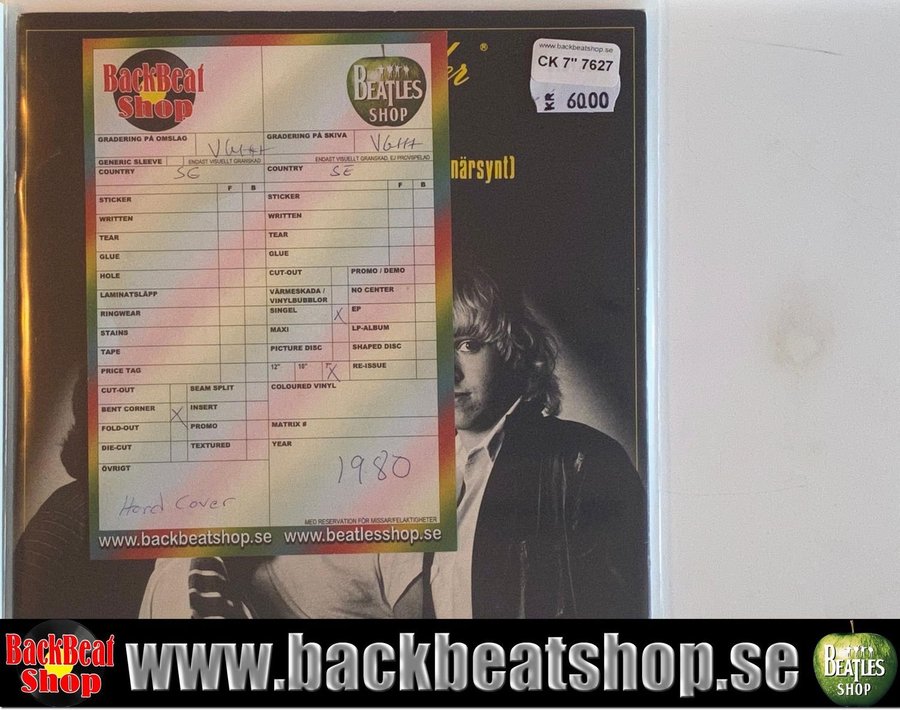 er ®
www.backbeatshop.se
CK 7" 7627
KR. 60.00
närsynt)
BackBeat
Shop
BEATLES
SHOP
GRADERING PÅ OMSLAG
VG++
GRADERING PÅ SKIVA
VG++
GENERIC SLEEVE
ENDAST VISUELLT GRANSKAD
ENDAST VISUELLT GRANSKAD, EJ PROVSPELAD
COUNTRY SE
COUNTRY SE
F B
F B
STICKER
WRITTEN
TEAR
GLUE
HOLE
LAMINATSLÄPP
RINGWEAR
STAINS
TAPE
PRICE TAG
CUT-OUT
SEAM SPLIT
BENT CORNER X
INSERT
FOLD-OUT
PROMO
DIE-CUT
TEXTURED
ÖVRIGT
Hard Cover
STICKER
WRITTEN
TEAR
GLUE
CUT-OUT
PROMO / DEMO
VÄRMESKADA /
VINYLBUBBLOR
NO CENTER
SINGEL X
EP
MAXI
LP-ALBUM
PICTURE DISC
SHAPED DISC
12" 10" 7" X
RE-ISSUE
COLOURED VINYL
MATRIX #
YEAR
1980
MED RESERVATION FÖR MISSAR/FELAKTIGHETER
www.backbeatshop.se www.beatlesshop.se
BackBeat
Shop
www.backbeatshop.se
BEATLES
SHOP